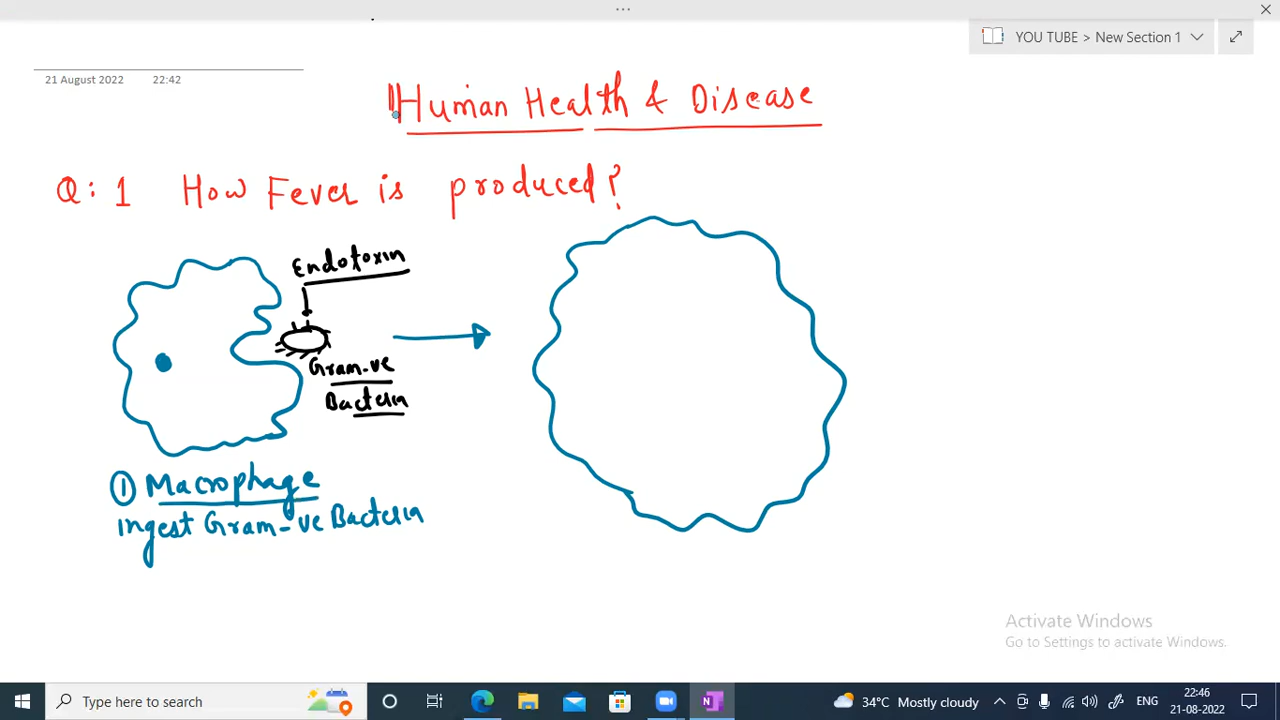 ...
YOU TUBE > New Section 1
21 August 2022 22:42
Human Health & Disease
Q: 1 How Fever is produced?
Endotoxin
Gram-ve
Bacteria
① Macrophage
ingest Gram-ve Bacteria
Activate Windows
Go to Settings to activate Windows.
Type here to search
34°C Mostly cloudy
ENG
22:46
21-08-2022